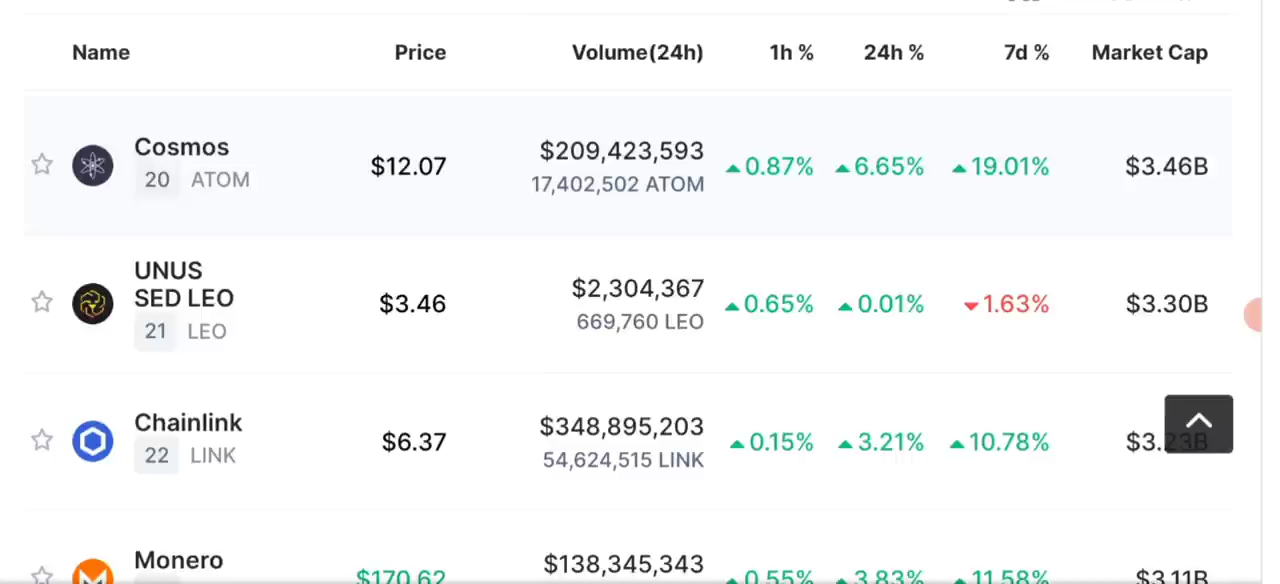 Name Price Volume(24h) 1h % 24h % 7d % Market Cap
Cosmos
20 ATOM
$12.07
$209,423,593
17,402,502 ATOM
0.87% 6.65% 19.01% $3.46B
UNUS
SED LEO
21 LEO
$3.46
$2,304,367
669,760 LEO
0.65% 0.01% 1.63% $3.30B
Chainlink
22 LINK
$6.37
$348,895,203
54,624,515 LINK
0.15% 3.21% 10.78% $3.23B
Monero
$170.62
$138,345,343
0.55% 3.83% 11.58% $3.11B